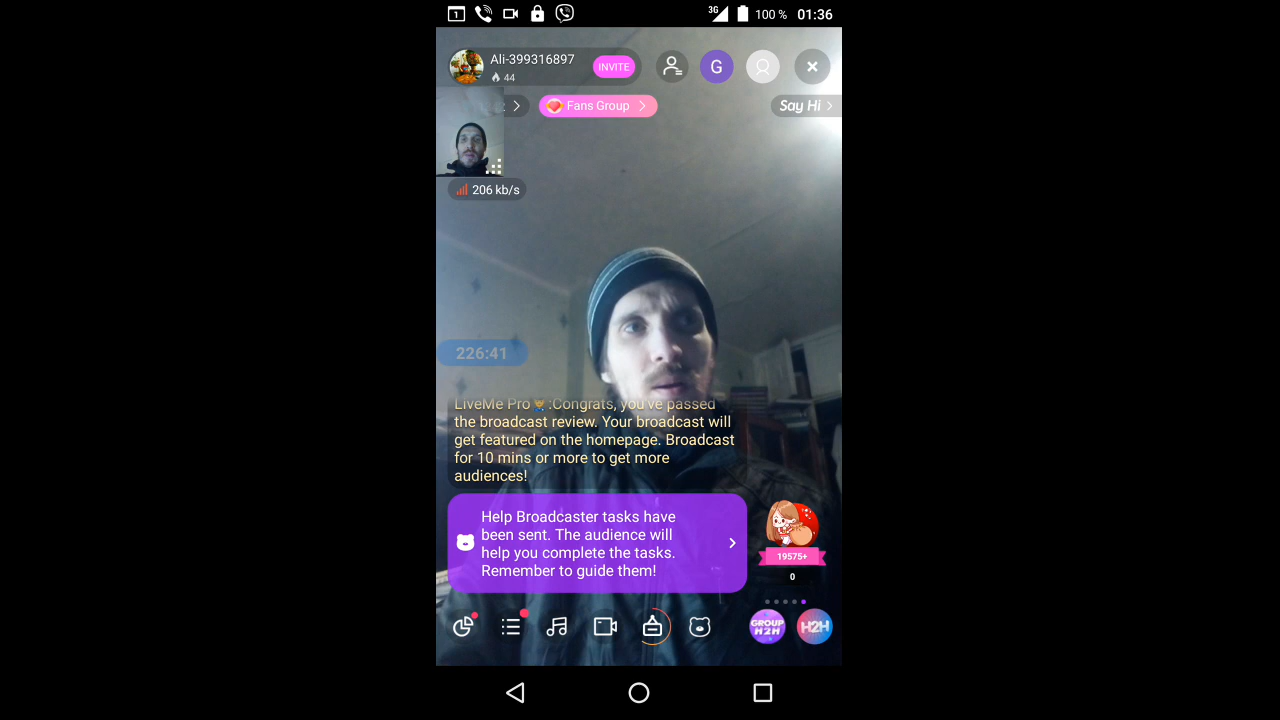 1
3G
100 %
01:36
Ali-399316897
44
INVITE
G
Fans Group
Say Hi
206 kb/s
226:41
LiveMe Pro🤴:Congrats, you've passed
the broadcast review. Your broadcast will
get featured on the homepage. Broadcast
for 10 mins or more to get more
audiences!
Help Broadcaster tasks have
been sent. The audience will
help you complete the tasks.
Remember to guide them!
19575+
0
GROUP
H2H
H2H